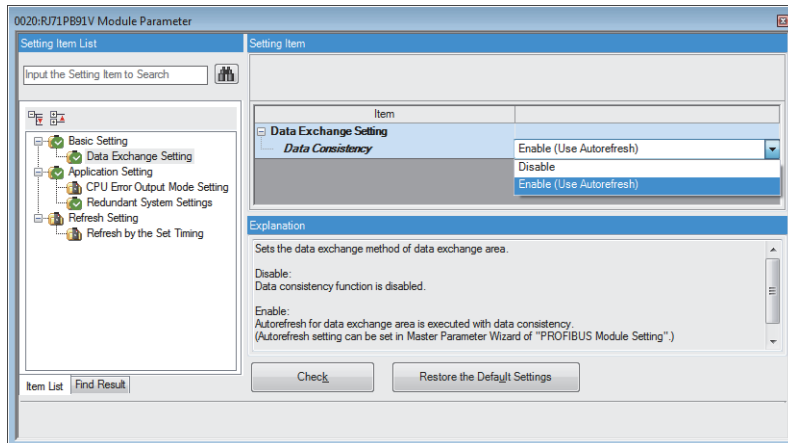 0020:RJ71PB91V Module Parameter
Setting Item List
Input the Setting Item to Search
Basic Setting
Data Exchange Setting
Application Setting
CPU Error Output Mode Setting
Redundant System Settings
Refresh Setting
Refresh by the Set Timing
Item List Find Result
Setting Item
Item
Data Exchange Setting
Data Consistency Enable (Use Autorefresh)
Disable
Enable (Use Autorefresh)
Explanation
Sets the data exchange method of data exchange area.
Disable:
Data consistency function is disabled.
Enable:
Autorefresh for data exchange area is executed with data consistency.
(Autorefresh setting can be set in Master Parameter Wizard of "PROFIBUS Module Setting".)
Check Restore the Default Settings